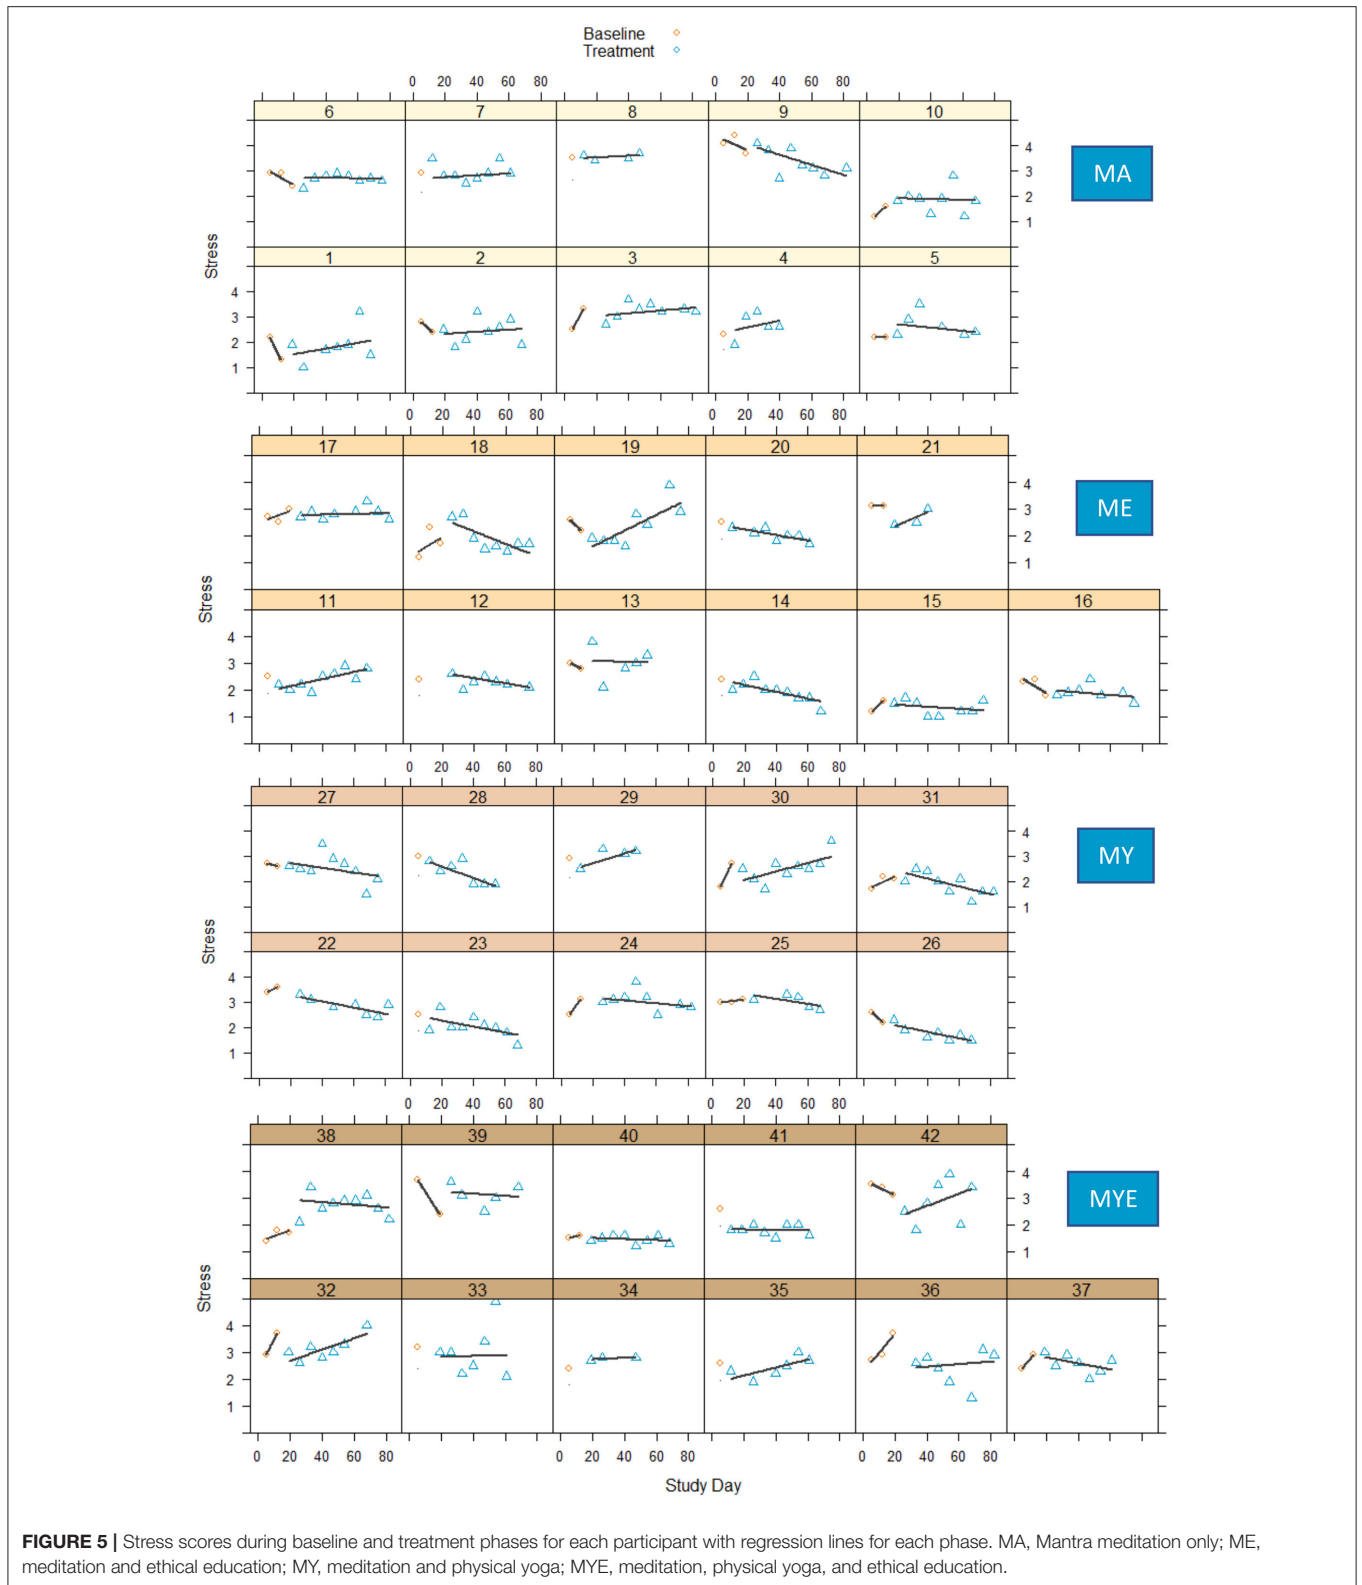 Baseline
Treatment
0 20 40 60 80 0 20 40 60 80
6 7 8 9 10
4
3
2
1
MA
Stress
1 2 3 4 5
4
3
2
1
4
3
2
1
0 20 40 60 80 0 20 40 60 80
17 18 19 20 21
4
3
2
1
ME
Stress
11 12 13 14 15 16
4
3
2
1
0 20 40 60 80 0 20 40 60 80
27 28 29 30 31
4
3
2
1
MY
Stress
22 23 24 25 26
4
3
2
1
0 20 40 60 80 0 20 40 60 80
38 39 40 41 42
4
3
2
1
MYE
Stress
32 33 34 35 36 37
4
3
2
1
0 20 40 60 80 0 20 40 60 80 0 20 40 60 80
Study Day
FIGURE 5 | Stress scores during baseline and treatment phases for each participant with regression lines for each phase. MA, Mantra meditation only; ME,
meditation and ethical education; MY, meditation and physical yoga; MYE, meditation, physical yoga, and ethical education.